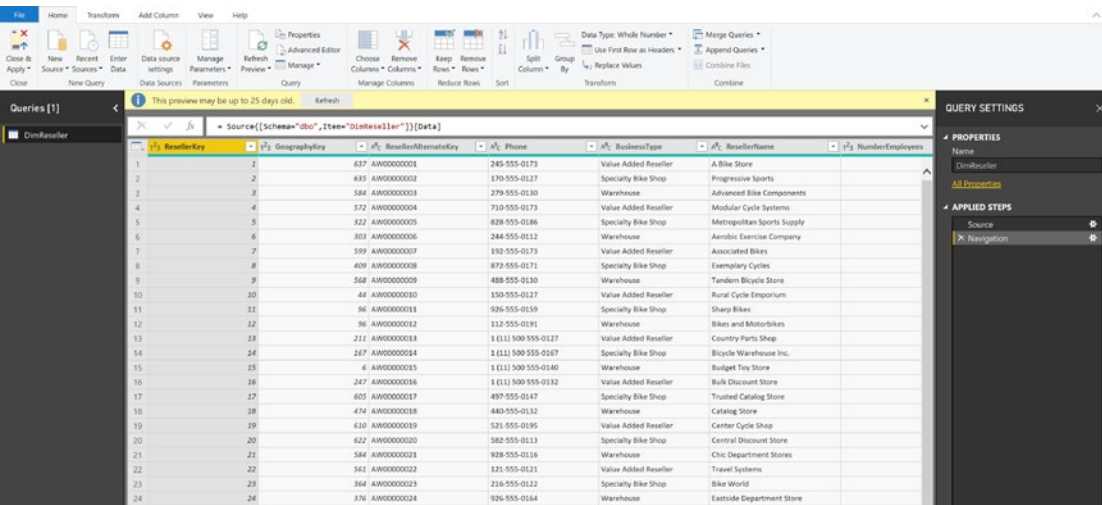 File Home Transform Add Column View Help
Close & Apply New Source Recent Sources Enter Data Data source settings Manage Parameters Refresh Preview Properties Advanced Editor Manage Choose Columns Remove Columns Keep Rows Remove Rows Split Column Group By Data Type: Whole Number Use First Row as Headers Replace Values Merge Queries Append Queries Combine Files
Close New Query Data Sources Parameters Query Manage Columns Reduce Rows Sort Transform Combine
Queries [1]
DimReseller
This preview may be up to 25 days old. Refresh
= Source{[Schema="dbo",Item="DimReseller"]}[Data]
ResellerKey GeographyKey ResellerAlternateKey Phone BusinessType ResellerName NumberEmployees
1 1 637 AW00000001 245-555-0173 Value Added Reseller A Bike Store
2 2 635 AW00000002 170-555-0127 Specialty Bike Shop Progressive Sports
3 3 584 AW00000003 279-555-0130 Warehouse Advanced Bike Components
4 4 572 AW00000004 710-555-0173 Value Added Reseller Modular Cycle Systems
5 5 322 AW00000005 828-555-0186 Specialty Bike Shop Metropolitan Sports Supply
6 6 303 AW00000006 244-555-0112 Warehouse Aerobic Exercise Company
7 7 599 AW00000007 192-555-0173 Value Added Reseller Associated Bikes
8 8 409 AW00000008 872-555-0171 Specialty Bike Shop Exemplary Cycles
9 9 568 AW00000009 488-555-0130 Warehouse Tandem Bicycle Store
10 10 44 AW00000010 150-555-0127 Value Added Reseller Rural Cycle Emporium
11 11 96 AW00000011 926-555-0159 Specialty Bike Shop Sharp Bikes
12 12 96 AW00000012 112-555-0191 Warehouse Bikes and Motorbikes
13 13 211 AW00000013 1 (11) 500 555-0127 Value Added Reseller Country Parts Shop
14 14 167 AW00000014 1 (11) 500 555-0167 Specialty Bike Shop Bicycle Warehouse Inc.
15 15 6 AW00000015 1 (11) 500 555-0140 Warehouse Budget Toy Store
16 16 247 AW00000016 1 (11) 500 555-0132 Value Added Reseller Bulk Discount Store
17 17 605 AW00000017 497-555-0147 Specialty Bike Shop Trusted Catalog Store
18 18 474 AW00000018 440-555-0132 Warehouse Catalog Store
19 19 610 AW00000019 521-555-0195 Value Added Reseller Center Cycle Shop
20 20 622 AW00000020 582-555-0113 Specialty Bike Shop Central Discount Store
21 21 584 AW00000021 928-555-0116 Warehouse Chic Department Stores
22 22 561 AW00000022 121-555-0121 Value Added Reseller Travel Systems
23 23 364 AW00000023 216-555-0122 Specialty Bike Shop Bike World
24 24 376 AW00000024 926-555-0164 Warehouse Eastside Department Store
QUERY SETTINGS
PROPERTIES
Name
DimReseller
All Properties
APPLIED STEPS
Source
Navigation